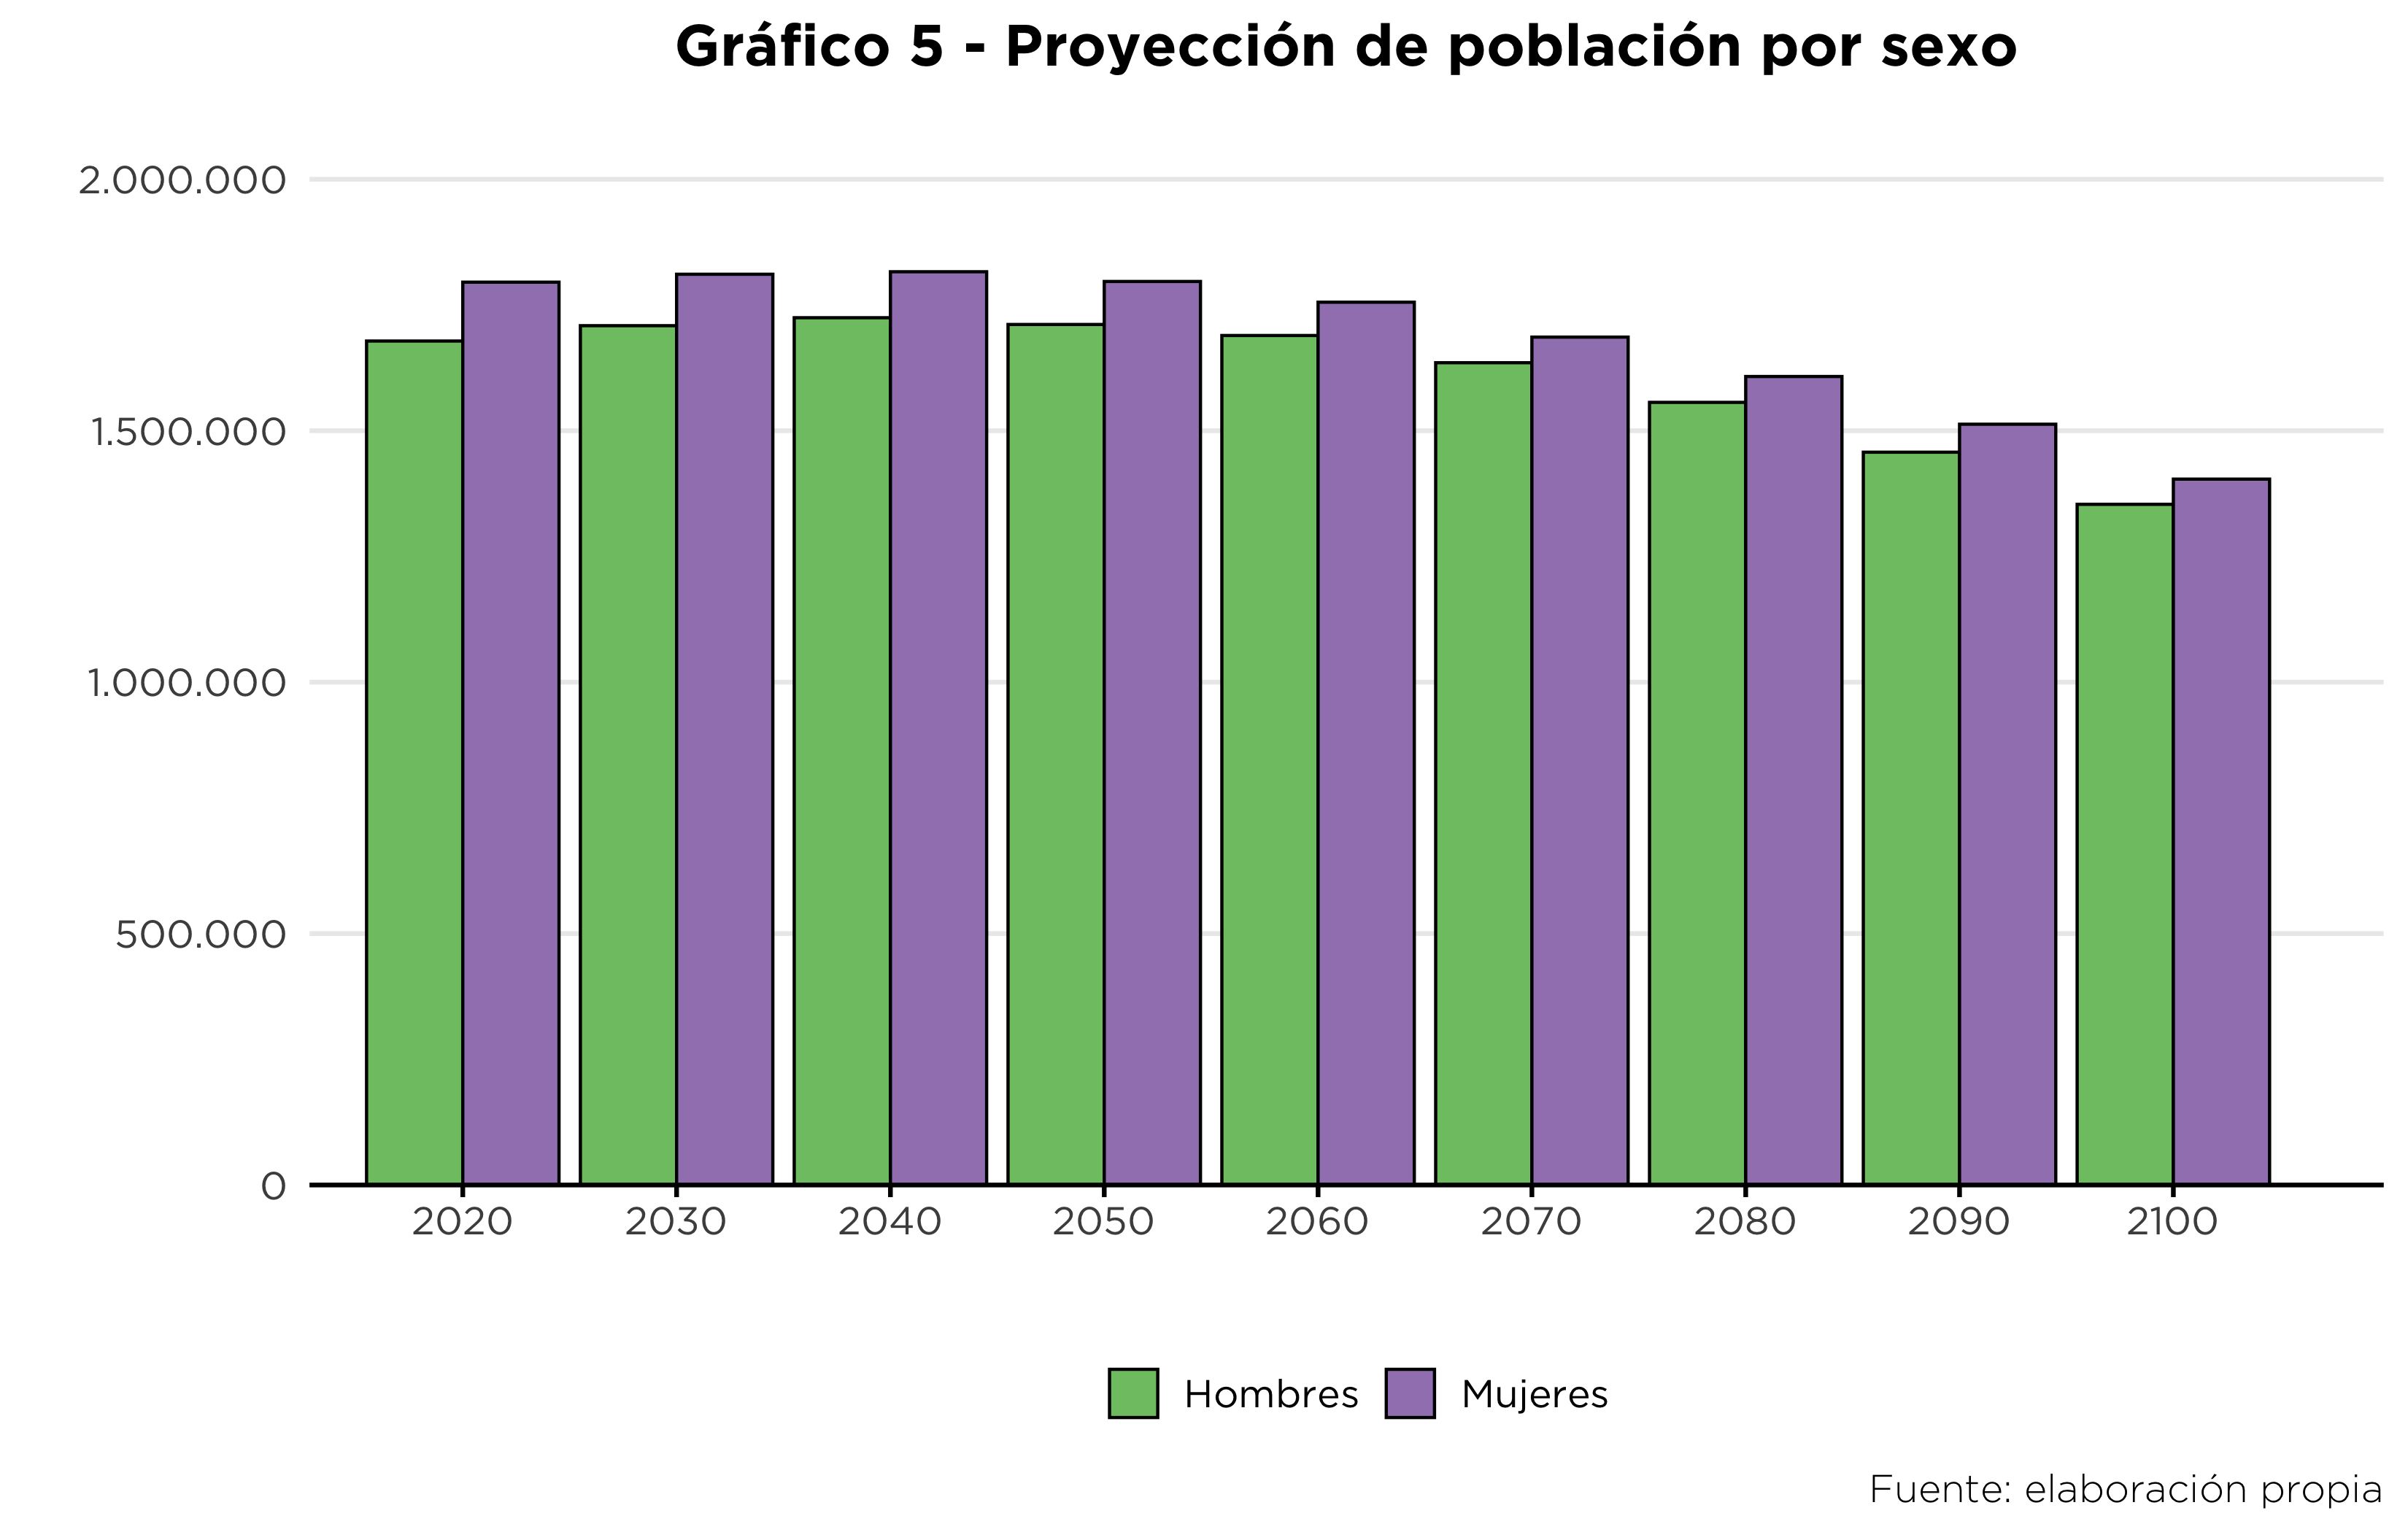 Gráfico 5 - Proyección de población por sexo
2.000.000
1.500.000
1.000.000
500.000
0
2020 2030 2040 2050 2060 2070 2080 2090 2100
Hombres Mujeres
Fuente: elaboración propia